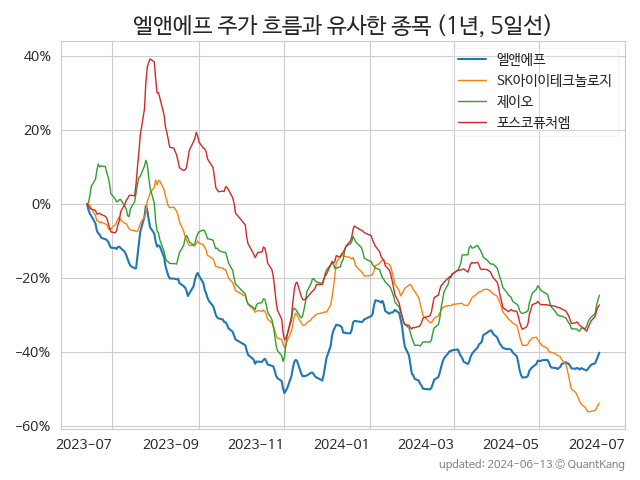 엘앤에프 주가 흐름과 유사한 종목 (1년, 5일선)
엘앤에프
SK아이이테크놀로지
제이오
포스코퓨처엠
40%
20%
0%
−20%
−40%
−60%
2023-07 2023-09 2023-11 2024-01 2024-03 2024-05 2024-07
updated: 2024-06-13 © QuantKang